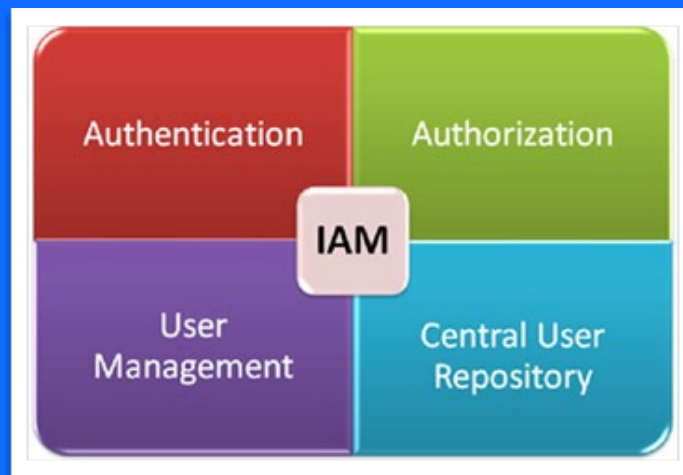 Authentication
Authorization
IAM
User
Management
Central User
Repository